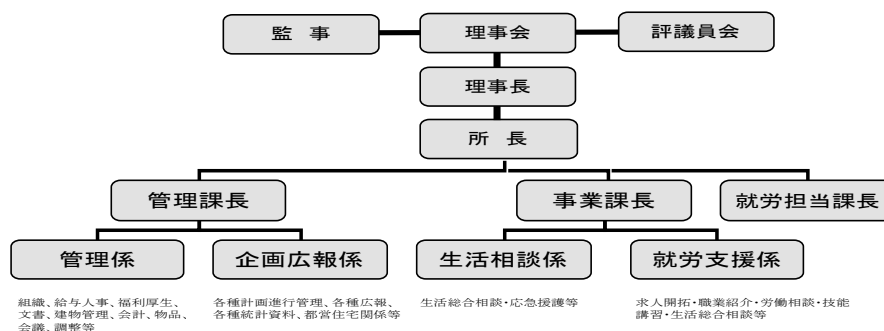 監 事
理事会
評議員会
理事長
所 長
管理課長
事業課長
就労担当課長
管理係
企画広報係
生活相談係
就労支援係
組織、給与人事、福利厚生、
文書、建物管理、会計、物品、
会議、調整等
各種計画進行管理、各種広報、
各種統計資料、都営住宅関係等
生活総合相談・応急援護等
求人開拓・職業紹介・労働相談・技能
講習・生活総合相談等